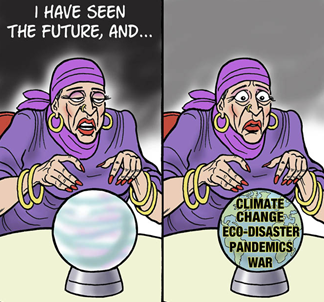 I HAVE SEEN
THE FUTURE, AND...
CLIMATE
CHANGE
ECO-DISASTER
PANDEMICS
WAR